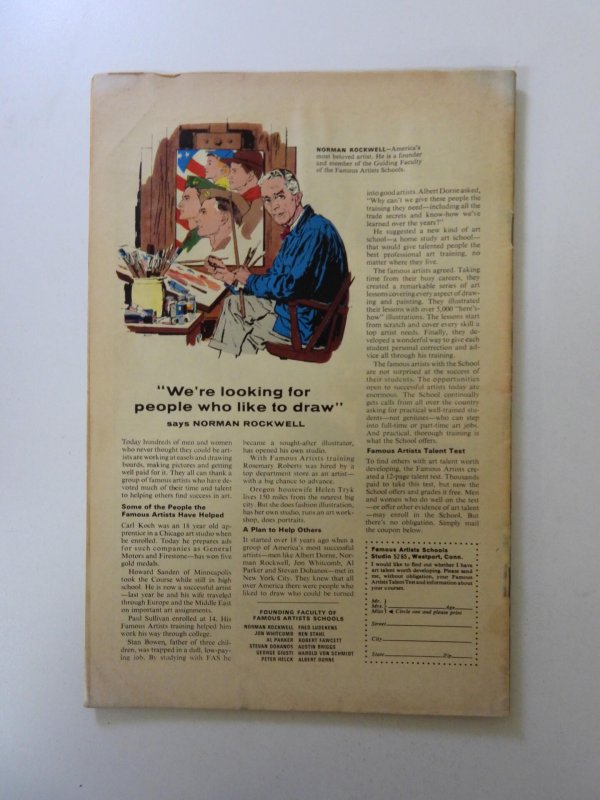 NORMAN ROCKWELL—America's
most beloved artist. He is a founder
and member of the Guiding Faculty
of the Famous Artists Schools.
"We're looking for
people who like to draw"
says NORMAN ROCKWELL
Today hundreds of men and women
who never thought they could be art-
ists are working at easels and drawing
boards, making pictures and getting
well paid for it. They all can thank a
group of famous artists who have de-
voted much of their time and talent
to helping others find success in art.
Some of the People the
Famous Artists Have Helped
Carl Koch was an 18 year old ap-
prentice in a Chicago art studio when
he enrolled. Today he prepares ads
for such companies as General
Motors and Firestone—has won five
gold medals.
Howard Sanden of Minneapolis
took the Course while still in high
school. He is now a successful artist
—last year he and his wife traveled
through Europe and the Middle East
on important art assignments.
Paul Sullivan enrolled at 14. His
Famous Artists training helped him
work his way through college.
Stan Bowen, father of three chil-
dren, was trapped in a dull, low-pay-
ing job. By studying with FAS he
became a sought-after illustrator,
has opened his own studio.
With Famous Artists training
Rosemary Roberts was hired by a
top department store as an artist—
with a big chance to advance.
Oregon housewife Helen Tryk
lives 150 miles from the nearest big
city. But she does fashion illustration,
has her own studio, runs an art work-
shop, does portraits.
A Plan to Help Others
It started over 18 years ago when a
group of America's most successful
artists—men like Albert Dorne, Nor-
man Rockwell, Jon Whitcomb, Al
Parker and Stevan Dohanos—met in
New York City. They knew that all
over America there were people who
liked to draw who could be turned
FOUNDING FACULTY OF
FAMOUS ARTISTS SCHOOLS
NORMAN ROCKWELL FRED LUDEKENS
JON WHITCOMB BEN STAHL
AL PARKER ROBERT FAWCETT
STEVAN DOHANOS AUSTIN BRIGGS
GEORGE GIUSTI HAROLD VON SCHMIDT
PETER HELCK ALBERT DORNE
into good artists. Albert Dorne asked,
"Why can't we give these people the
training they need—including all the
trade secrets and know-how we've
learned over the years?"
He suggested a new kind of art
school—a home study art school—
that would give talented people the
best professional art training, no
matter where they live.
The famous artists agreed. Taking
time from their busy careers, they
created a remarkable series of art
lessons covering every aspect of draw-
ing and painting. They illustrated
their lessons with over 5,000 "here's-
how" illustrations. The lessons start
from scratch and cover every skill a
top artist needs. Finally, they de-
veloped a wonderful way to give each
student personal correction and ad-
vice all through his training.
The famous artists with the School
are not surprised at the success of
their students. The opportunities
open to successful artists today are
enormous. The School continually
gets calls from all over the country
asking for practical well-trained stu-
dents—not geniuses—who can step
into full-time or part-time art jobs.
And practical, thorough training is
what the School offers.
Famous Artists Talent Test
To find others with art talent worth
developing, the Famous Artists cre-
ated a 12-page talent test. Thousands
paid to take this test, but now the
School offers and grades it free. Men
and women who do well on the test
—or offer other evidence of art talent
—may enroll in the School. But
there's no obligation. Simply mail
the coupon below.
Famous Artists Schools
Studio 5285, Westport, Conn.
I would like to find out whether I have
art talent worth developing. Please send
me, without obligation, your Famous
Artists Talent Test and information about
your courses.
Mr.
Mrs. Age
Miss Circle one and please print
Street
City
State Zip